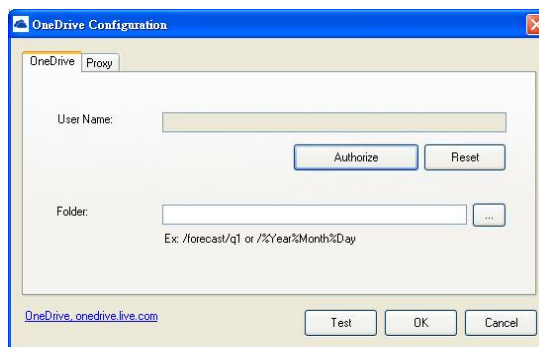 OneDrive Configuration
OneDrive Proxy
User Name:
Authorize Reset
Folder: ...
Ex: /forecast/q1 or /%Year%Month%Day
OneDrive, onedrive.live.com Test OK Cancel